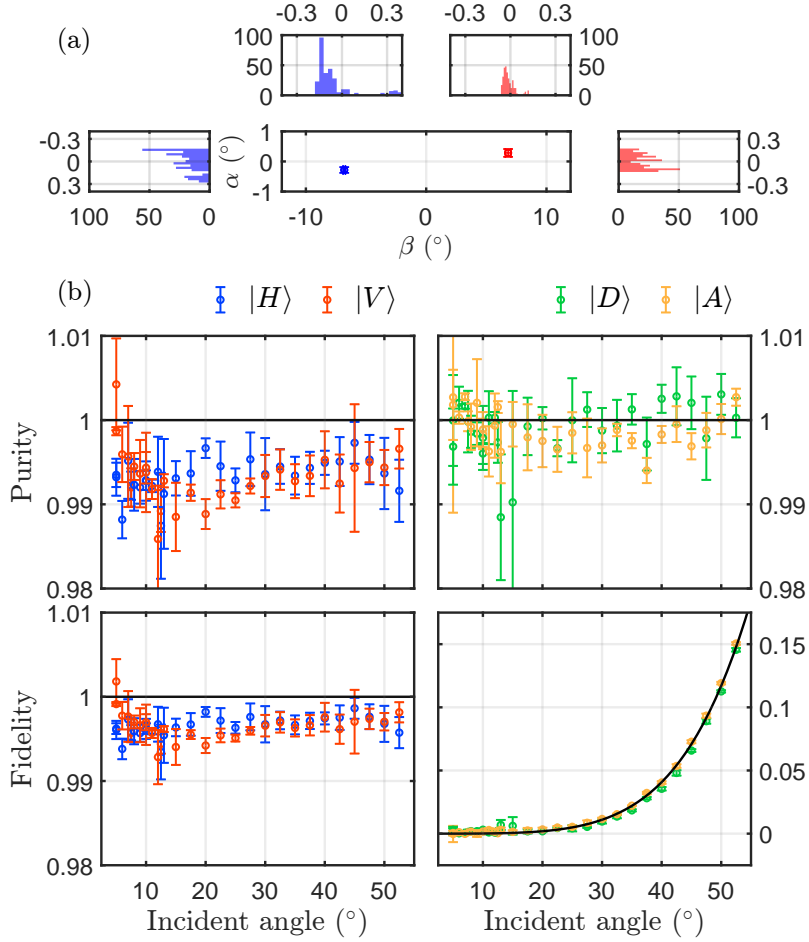 -0.3 0 0.3 -0.3 0 0.3
(a)
100 100
50 50
0 0
-0.3 1 0.3
0 α (°) 0 0
0.3 -1 -0.3
100 50 0 -10 0 10 0 50 100
β (°)
(b) |H⟩ |V⟩ |D⟩ |A⟩
1.01 1.01
1 1
Purity
0.99 0.99
0.98 0.98
1.01
0.15
1
0.10
Fidelity
0.99 0.05
0
0.98
10 20 30 40 50 10 20 30 40 50
Incident angle (°) Incident angle (°)